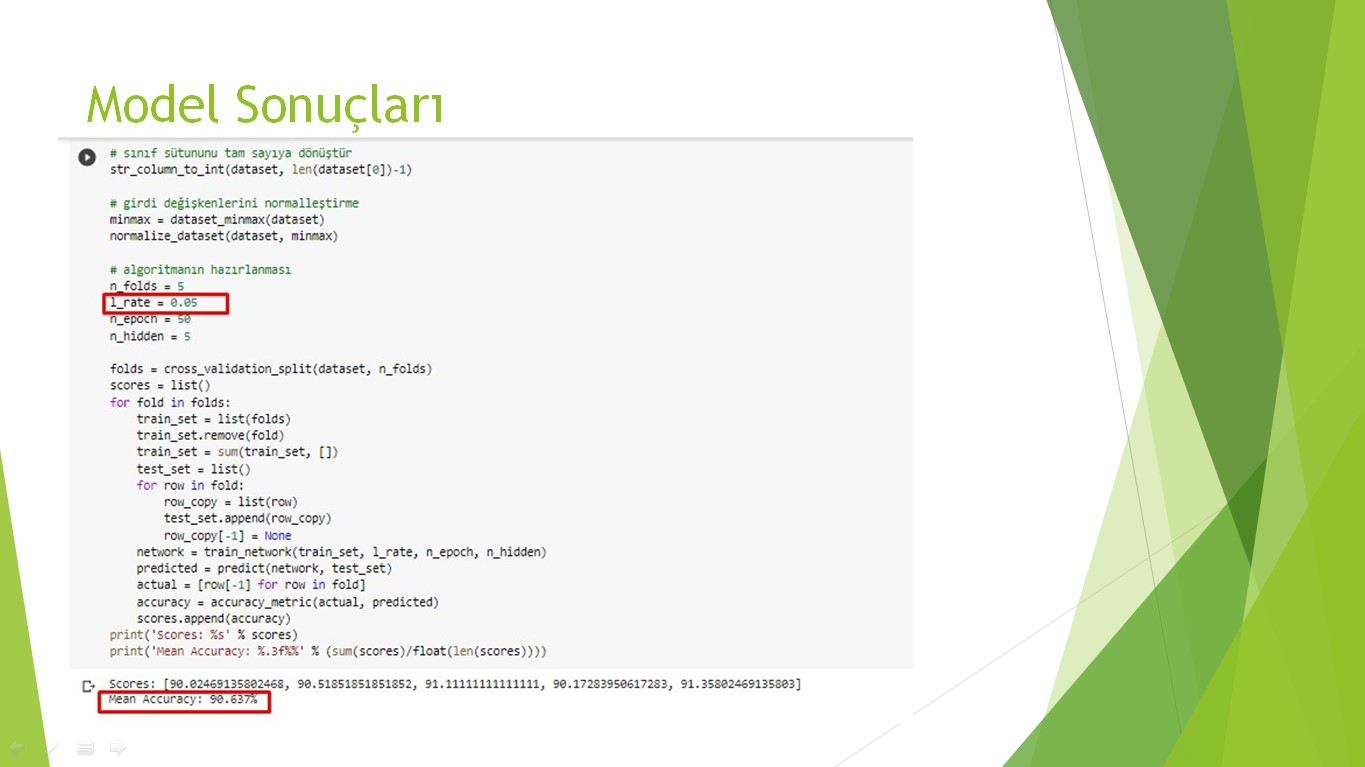 Model Sonuçları
# sınıf sütununu tam sayıya dönüştür
str_column_to_int(dataset, len(dataset[0])-1)
# girdi değişkenlerini normalleştirme
minmax = dataset_minmax(dataset)
normalize_dataset(dataset, minmax)
# algoritmanın hazırlanması
n_folds = 5
l_rate = 0.05
n_epoch = 50
n_hidden = 5
folds = cross_validation_split(dataset, n_folds)
scores = list()
for fold in folds:
    train_set = list(folds)
    train_set.remove(fold)
    train_set = sum(train_set, [])
    test_set = list()
    for row in fold:
        row_copy = list(row)
        test_set.append(row_copy)
        row_copy[-1] = None
    network = train_network(train_set, l_rate, n_epoch, n_hidden)
    predicted = predict(network, test_set)
    actual = [row[-1] for row in fold]
    accuracy = accuracy_metric(actual, predicted)
    scores.append(accuracy)
print('Scores: %s' % scores)
print('Mean Accuracy: %.3f%%' % (sum(scores)/float(len(scores))))
Scores: [90.02469135802468, 90.51851851851852, 91.11111111111111, 90.17283950617283, 91.35802469135803]
Mean Accuracy: 90.637%